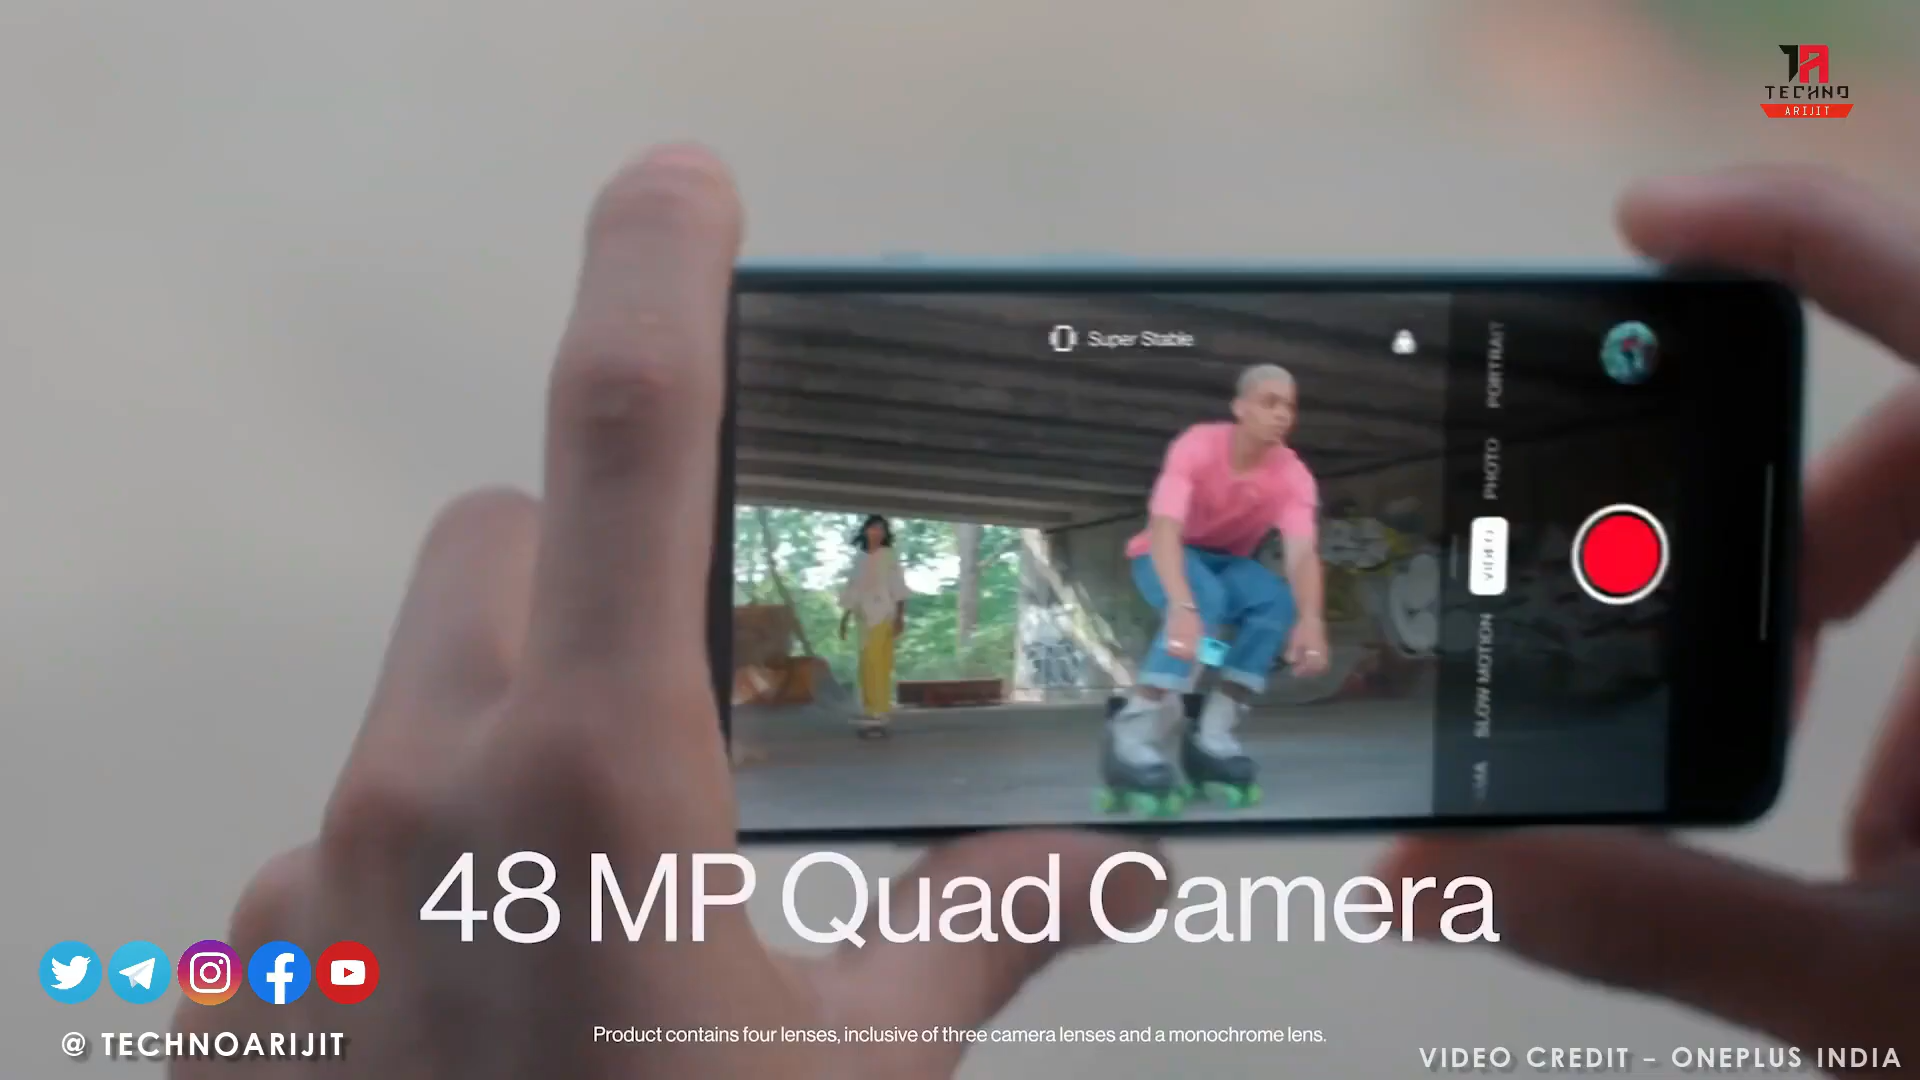 TECHNO
ARIJIT
Super Stable
PORTRAIT
PHOTO
VIDEO
SLOW MOTION
48 MP Quad Camera
@ TECHNOARIJIT
Product contains four lenses, inclusive of three camera lenses and a monochrome lens.
VIDEO CREDIT – ONEPLUS INDIA